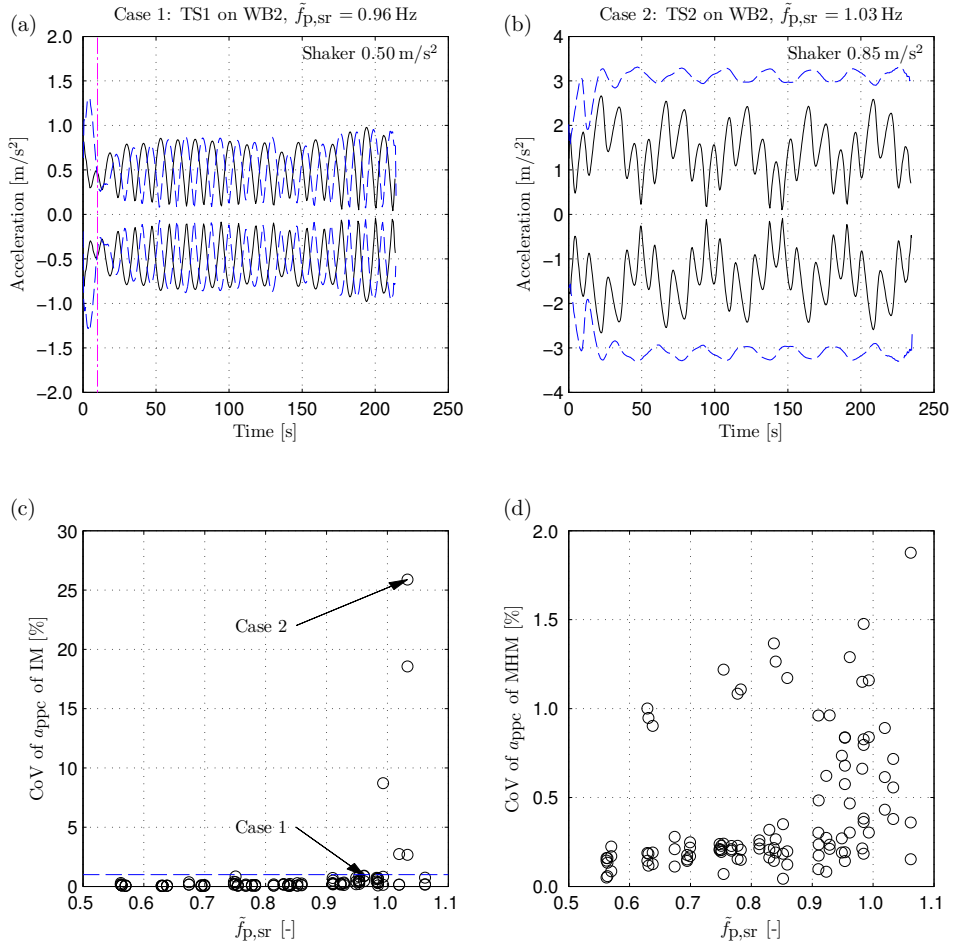 Case 1: TS1 on WB2, f̃p,sr = 0.96 Hz
(a)
Shaker 0.50 m/s²
2.0
1.5
1.0
0.5
0.0
−0.5
−1.0
−1.5
−2.0
Acceleration [m/s²]
0 50 100 150 200 250
Time [s]
Case 2: TS2 on WB2, f̃p,sr = 1.03 Hz
(b)
Shaker 0.85 m/s²
4
3
2
1
0
−1
−2
−3
−4
Acceleration [m/s²]
0 50 100 150 200 250
Time [s]
(c)
30
25
20
15
10
5
0
CoV of appc of IM [%]
Case 2
Case 1
0.5 0.6 0.7 0.8 0.9 1.0 1.1
f̃p,sr [-]
(d)
2.0
1.5
1.0
0.5
0.0
CoV of appc of MHM [%]
0.5 0.6 0.7 0.8 0.9 1.0 1.1
f̃p,sr [-]